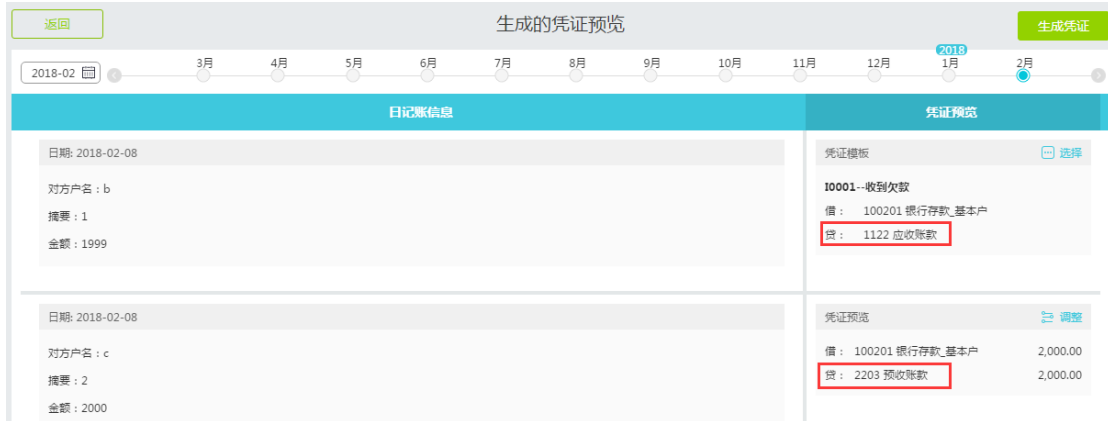 返回
生成的凭证预览
生成凭证
2018
2018-02 3月 4月 5月 6月 7月 8月 9月 10月 11月 12月 1月 2月
日记账信息 凭证预览
日期: 2018-02-08
对方户名：b
摘要：1
金额：1999
凭证模板 选择
I0001--收到欠款
借： 100201 银行存款_基本户
贷： 1122 应收账款
日期: 2018-02-08
对方户名：c
摘要：2
金额：2000
凭证预览 调整
借： 100201 银行存款_基本户 2,000.00
贷： 2203 预收账款 2,000.00